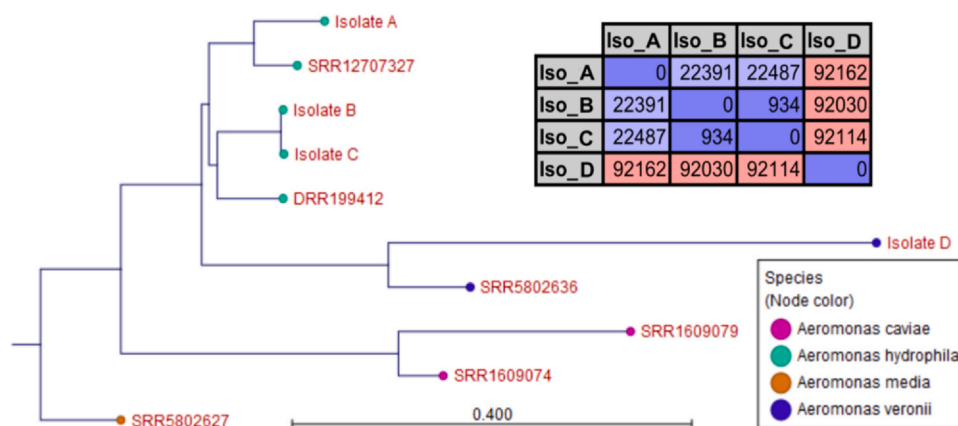 Isolate A
SRR12707327
Isolate B
Isolate C
DRR199412
Isolate D
SRR5802636
SRR1609079
SRR1609074
SRR5802627
0.400
Iso_A Iso_B Iso_C Iso_D
Iso_A 0 22391 22487 92162
Iso_B 22391 0 934 92030
Iso_C 22487 934 0 92114
Iso_D 92162 92030 92114 0
Species
(Node color)
Aeromonas caviae
Aeromonas hydrophila
Aeromonas media
Aeromonas veronii